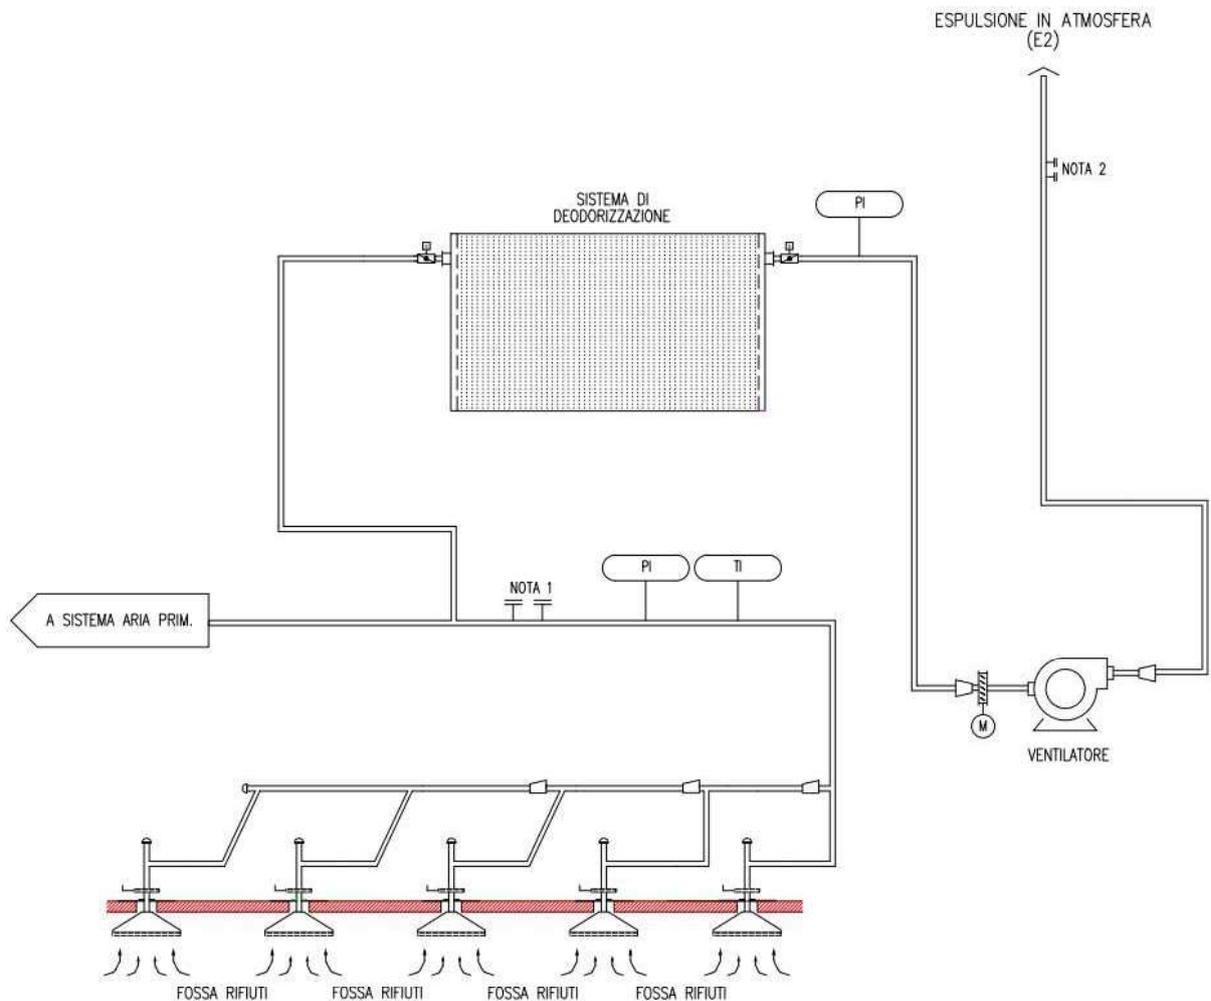 ESPULSIONE IN ATMOSFERA
(E2)
NOTA 2
SISTEMA DI
DEODORIZZAZIONE
PI
NOTA 1
PI
TI
A SISTEMA ARIA PRIM.
M
VENTILATORE
FOSSA RIFIUTI
FOSSA RIFIUTI
FOSSA RIFIUTI
FOSSA RIFIUTI